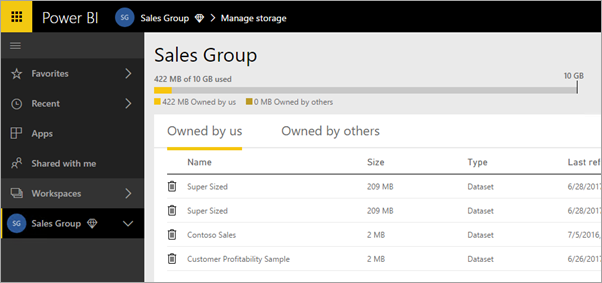 Power BI SG Sales Group > Manage storage
Favorites
Recent
Apps
Shared with me
Workspaces
SG Sales Group
Sales Group
422 MB of 10 GB used 10 GB
422 MB Owned by us 0 MB Owned by others
Owned by us Owned by others
Name Size Type Last ref
Super Sized 209 MB Dataset 6/28/2017
Super Sized 209 MB Dataset 6/28/2017
Contoso Sales 2 MB Dataset 7/5/2016,
Customer Profitability Sample 2 MB Dataset 6/26/2017